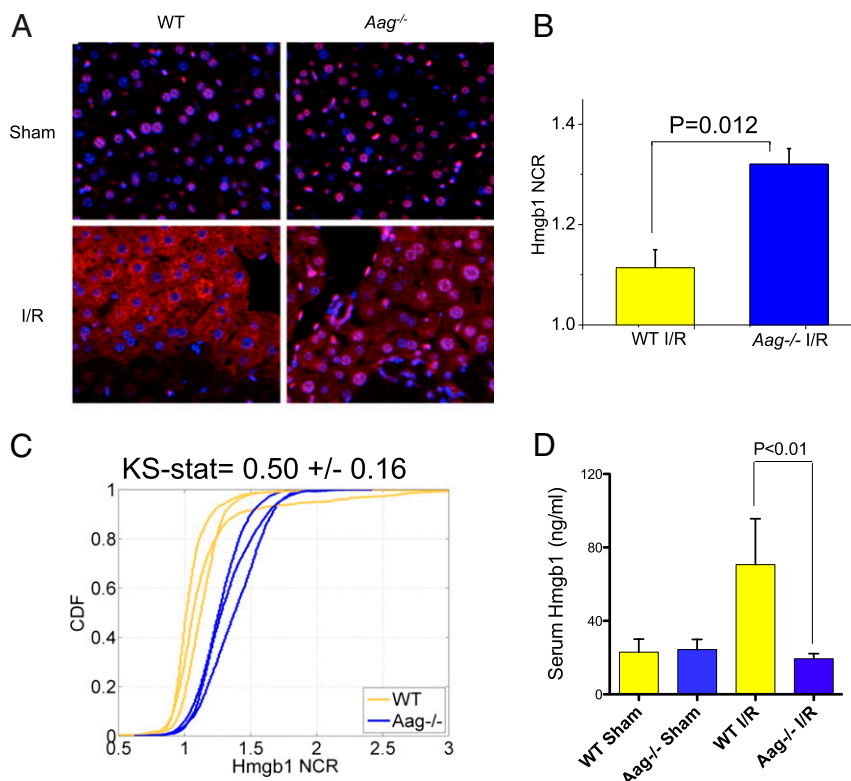 A
WT
Aag-/-
Sham
I/R
B
P=0.012
Hmgb1 NCR
1.4
1.2
1.0
WT I/R
Aag-/- I/R
C
KS-stat= 0.50 +/- 0.16
CDF
1
0.8
0.6
0.4
0.2
0
0.5
1
1.5
2
2.5
3
Hmgb1 NCR
WT
Aag-/-
D
P<0.01
Serum Hmgb1 (ng/ml)
120
80
40
0
WT Sham
Aag-/- Sham
WT I/R
Aag-/- I/R